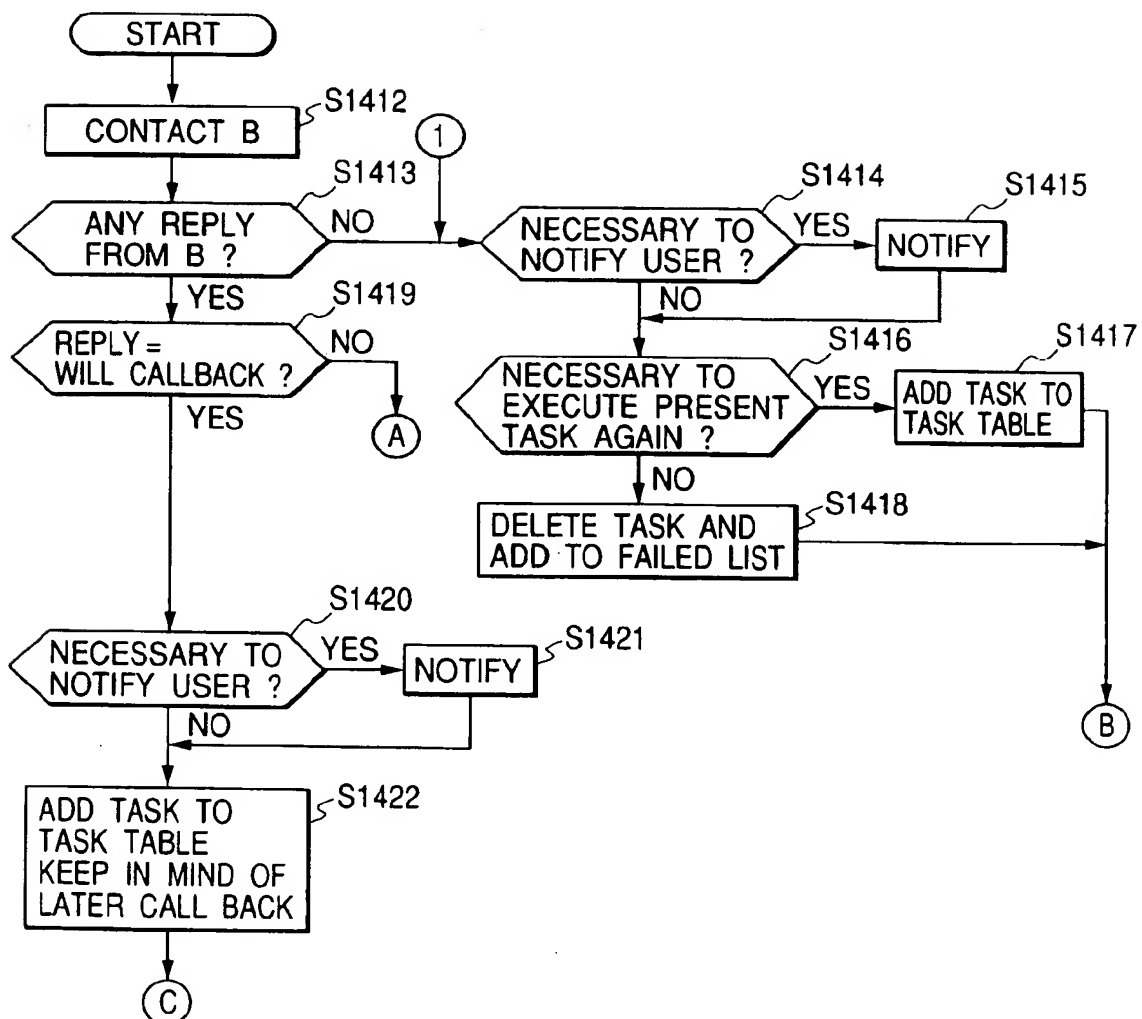 START
S1412
CONTACT B
1
S1413
ANY REPLY
FROM B ?
NO
YES
S1414
NECESSARY TO
NOTIFY USER ?
YES
NO
S1415
NOTIFY
S1419
REPLY =
WILL CALLBACK ?
NO
YES
A
S1416
NECESSARY TO
EXECUTE PRESENT
TASK AGAIN ?
YES
NO
S1417
ADD TASK TO
TASK TABLE
S1418
DELETE TASK AND
ADD TO FAILED LIST
B
S1420
NECESSARY TO
NOTIFY USER ?
YES
NO
S1421
NOTIFY
S1422
ADD TASK TO
TASK TABLE
KEEP IN MIND OF
LATER CALL BACK
C